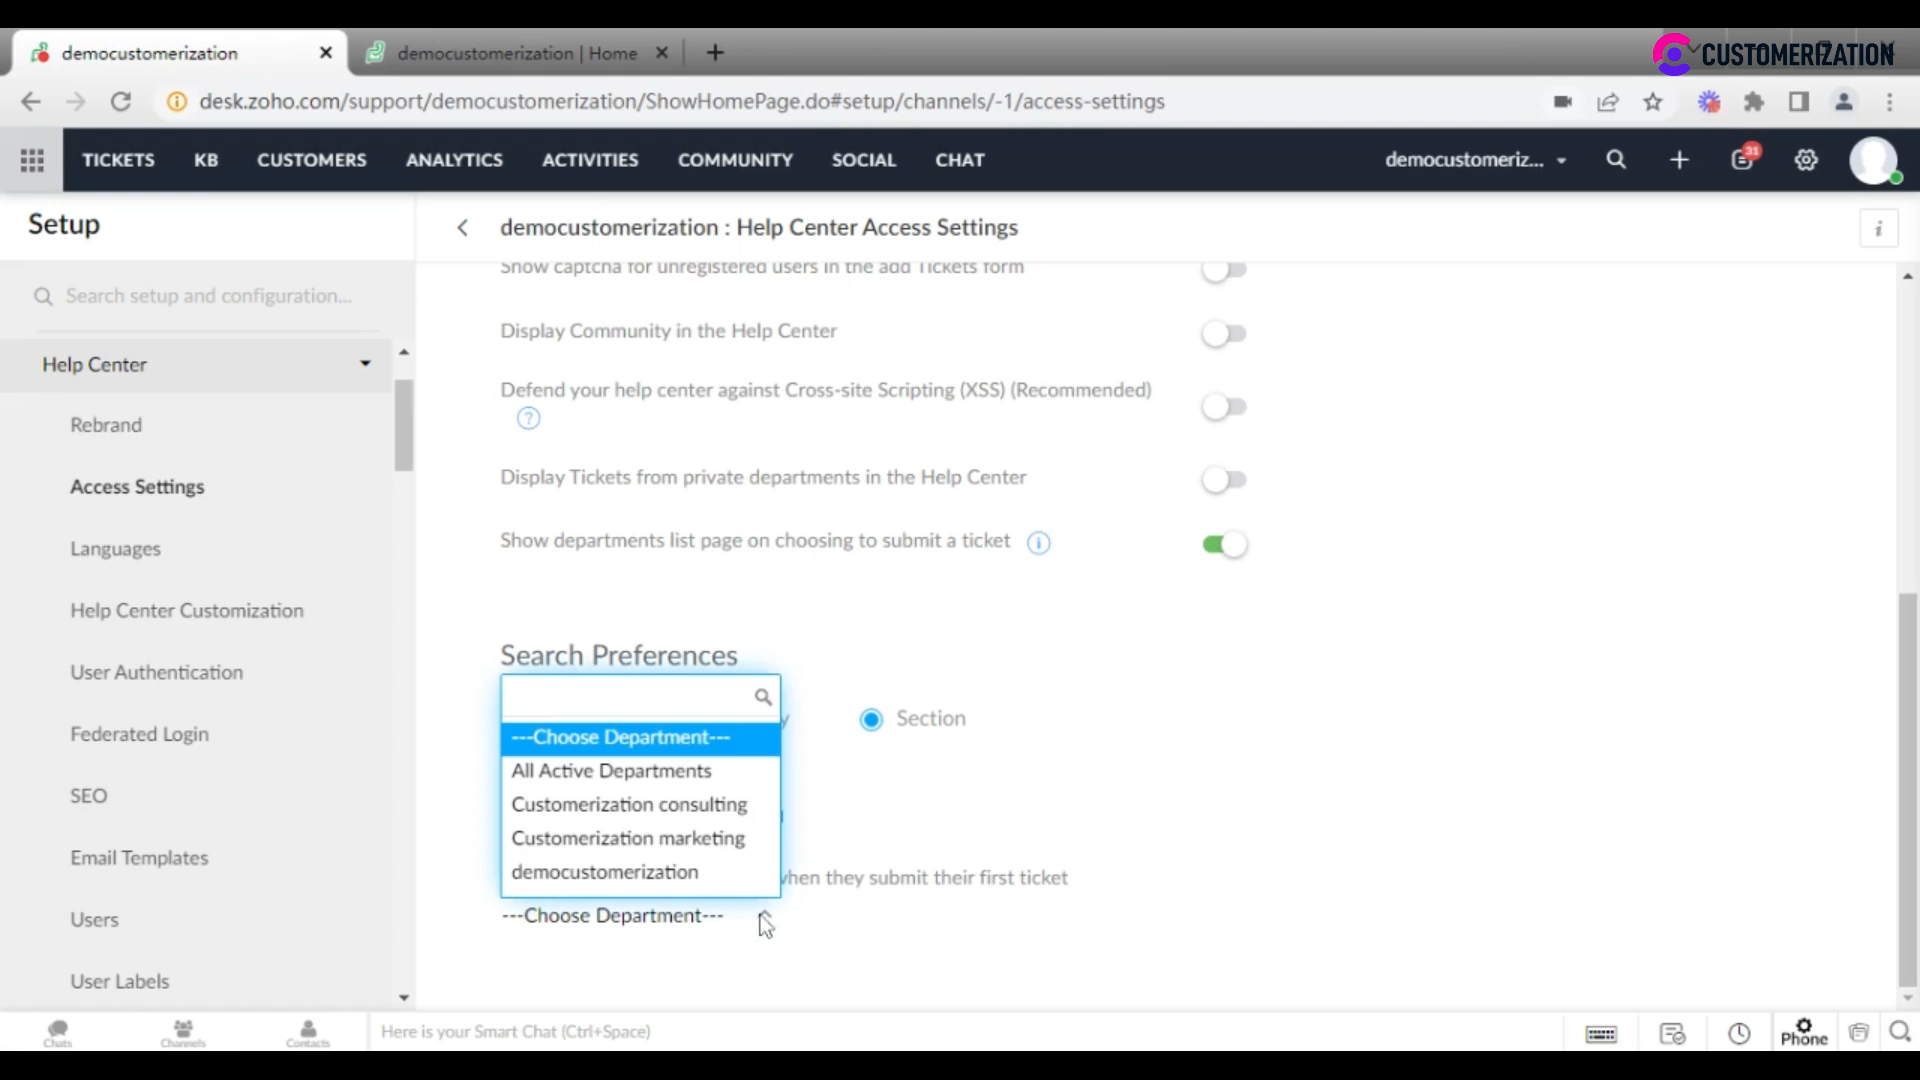 democustomerization
democustomerization | Home
CUSTOMERIZATION
desk.zoho.com/support/democustomerization/ShowHomePage.do#setup/channels/-1/access-settings
TICKETS
KB
CUSTOMERS
ANALYTICS
ACTIVITIES
COMMUNITY
SOCIAL
CHAT
democustomeriz...
31
Setup
democustomerization : Help Center Access Settings
Search setup and configuration...
Help Center
Rebrand
Access Settings
Languages
Help Center Customization
User Authentication
Federated Login
SEO
Email Templates
Users
User Labels
Show captcha for unregistered users in the add Tickets form
Display Community in the Help Center
Defend your help center against Cross-site Scripting (XSS) (Recommended)
?
Display Tickets from private departments in the Help Center
Show departments list page on choosing to submit a ticket
Search Preferences
Section
---Choose Department---
All Active Departments
Customerization consulting
Customerization marketing
democustomerization
when they submit their first ticket
---Choose Department---
Chats
Channels
Contacts
Here is your Smart Chat (Ctrl+Space)
Phone